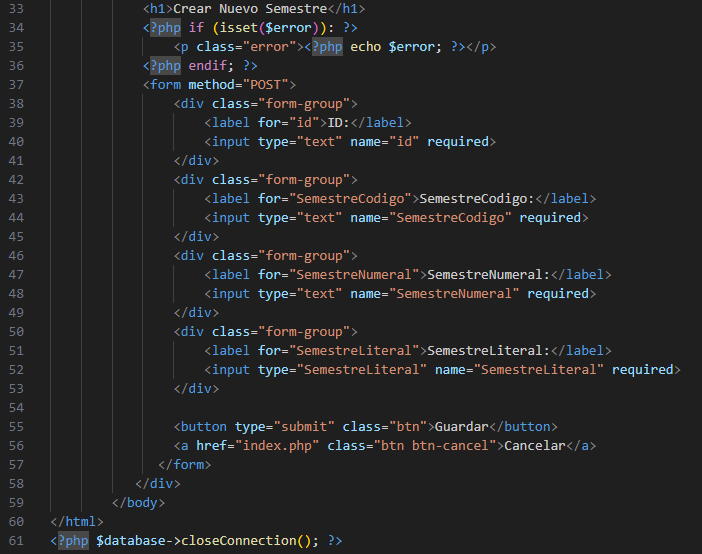 33 <h1>Crear Nuevo Semestre</h1>
34 <?php if (isset($error)): ?>
35 <p class="error"><?php echo $error; ?></p>
36 <?php endif; ?>
37 <form method="POST">
38 <div class="form-group">
39 <label for="id">ID:</label>
40 <input type="text" name="id" required>
41 </div>
42 <div class="form-group">
43 <label for="SemestreCodigo">SemestreCodigo:</label>
44 <input type="text" name="SemestreCodigo" required>
45 </div>
46 <div class="form-group">
47 <label for="SemestreNumeral">SemestreNumeral:</label>
48 <input type="text" name="SemestreNumeral" required>
49 </div>
50 <div class="form-group">
51 <label for="SemestreLiteral">SemestreLiteral:</label>
52 <input type="SemestreLiteral" name="SemestreLiteral" required>
53 </div>
54
55 <button type="submit" class="btn">Guardar</button>
56 <a href="index.php" class="btn btn-cancel">Cancelar</a>
57 </form>
58 </div>
59 </body>
60 </html>
61 <?php $database->closeConnection(); ?>